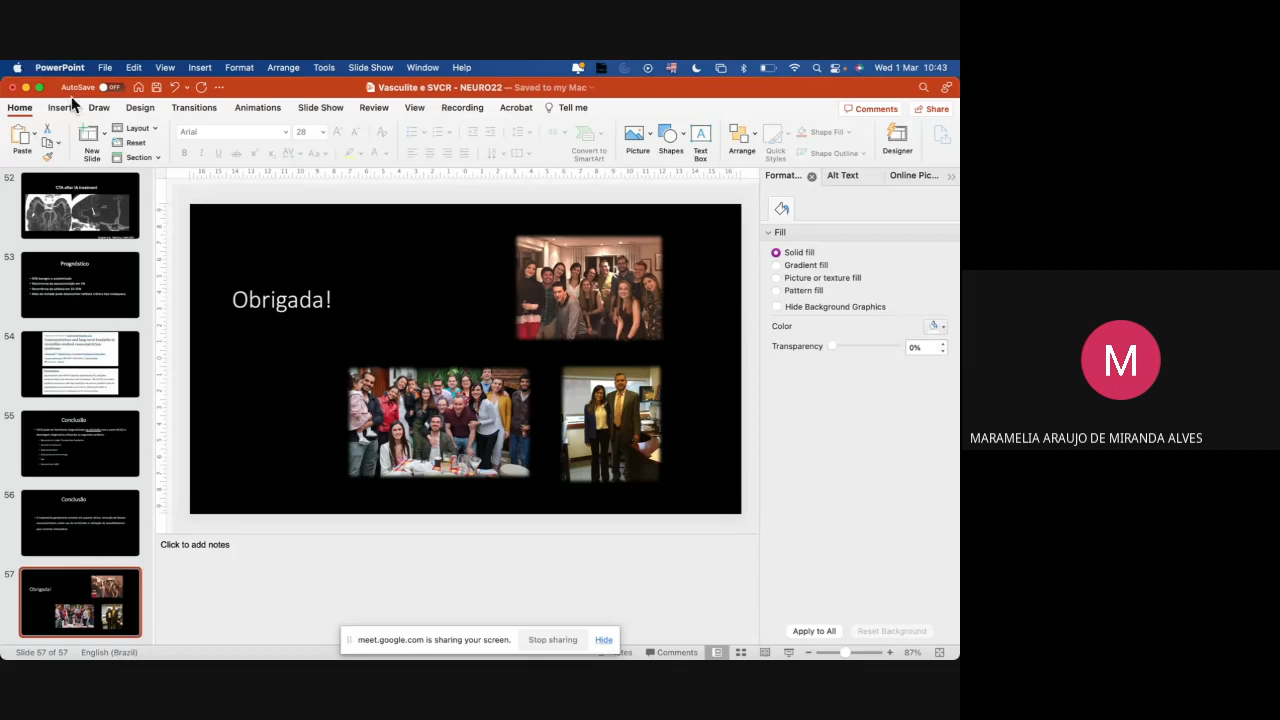 PowerPoint File Edit View Insert Format Arrange Tools Slide Show Window Help Wed 1 Mar 10:43
AutoSave OFF Vasculite e SVCR - NEURO22 — Saved to my Mac
Home Insert Draw Design Transitions Animations Slide Show Review View Recording Acrobat Tell me Comments Share
Paste
New Slide
Layout
Reset
Section
Arial 28
Convert to SmartArt
Picture
Shapes
Text Box
Arrange
Quick Styles
Shape Fill
Shape Outline
Designer
52
CTA after IA treatment
53
Prognóstico
54
55
Conclusão
56
Conclusão
57
Obrigada!
Obrigada!
Click to add notes
Format... Alt Text Online Pic...
Fill
Solid fill
Gradient fill
Picture or texture fill
Pattern fill
Hide Background Graphics
Color
Transparency 0%
Apply to All Reset Background
meet.google.com is sharing your screen. Stop sharing Hide
Slide 57 of 57 English (Brazil) Comments 87%
M
MARAMELIA ARAUJO DE MIRANDA ALVES